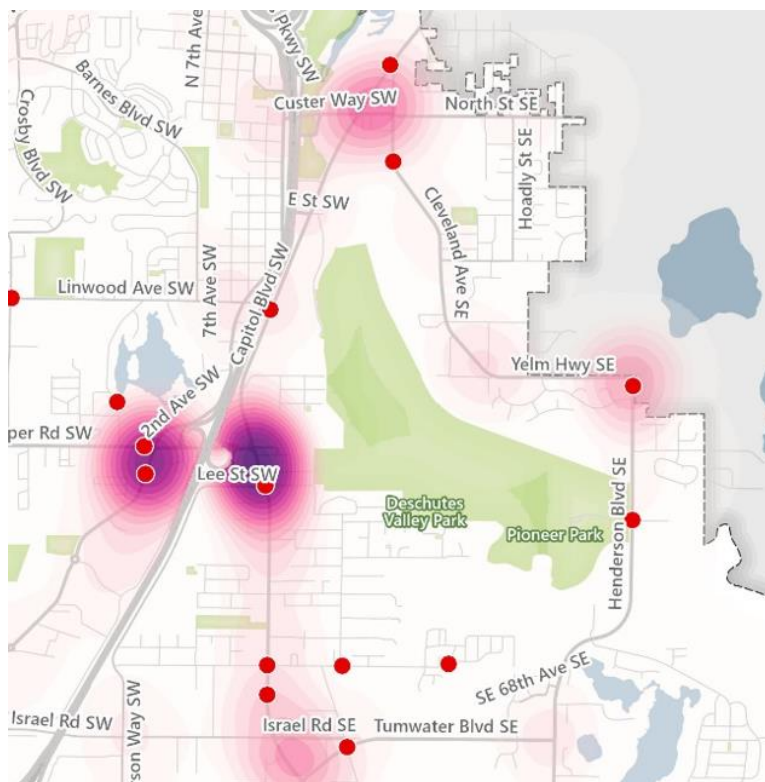 N 7th Ave
Pkwy SW
Barnes Blvd SW
Crosby Blvd SW
Custer Way SW
North St SE
Hoadly St SE
E St SW
Cleveland Ave SE
Linwood Ave SW
7th Ave SW
Capitol Blvd SW
Yelm Hwy SE
2nd Ave SW
per Rd SW
Lee St SW
Deschutes
Valley Park
Pioneer Park
Henderson Blvd SE
SE 68th Ave SE
Israel Rd SW
son Way SW
Israel Rd SE
Tumwater Blvd SE